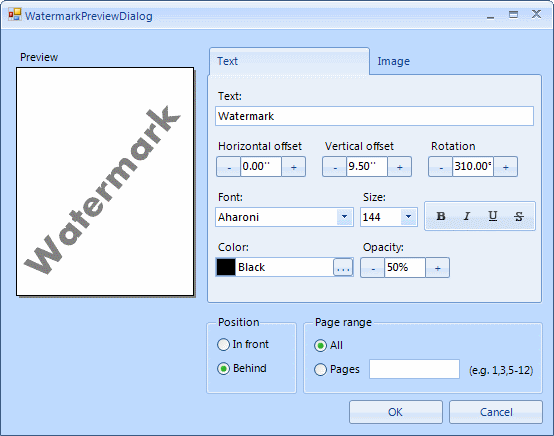 WatermarkPreviewDialog
Preview
Watermark
Text Image
Text:
Watermark
Horizontal offset Vertical offset Rotation
- 0.00'' + - 9.50'' + - 310.00° +
Font: Size:
Aharoni 144 B I U S
Color: Opacity:
Black ... - 50% +
Position Page range
In front All
Behind Pages (e.g. 1,3,5-12)
OK Cancel